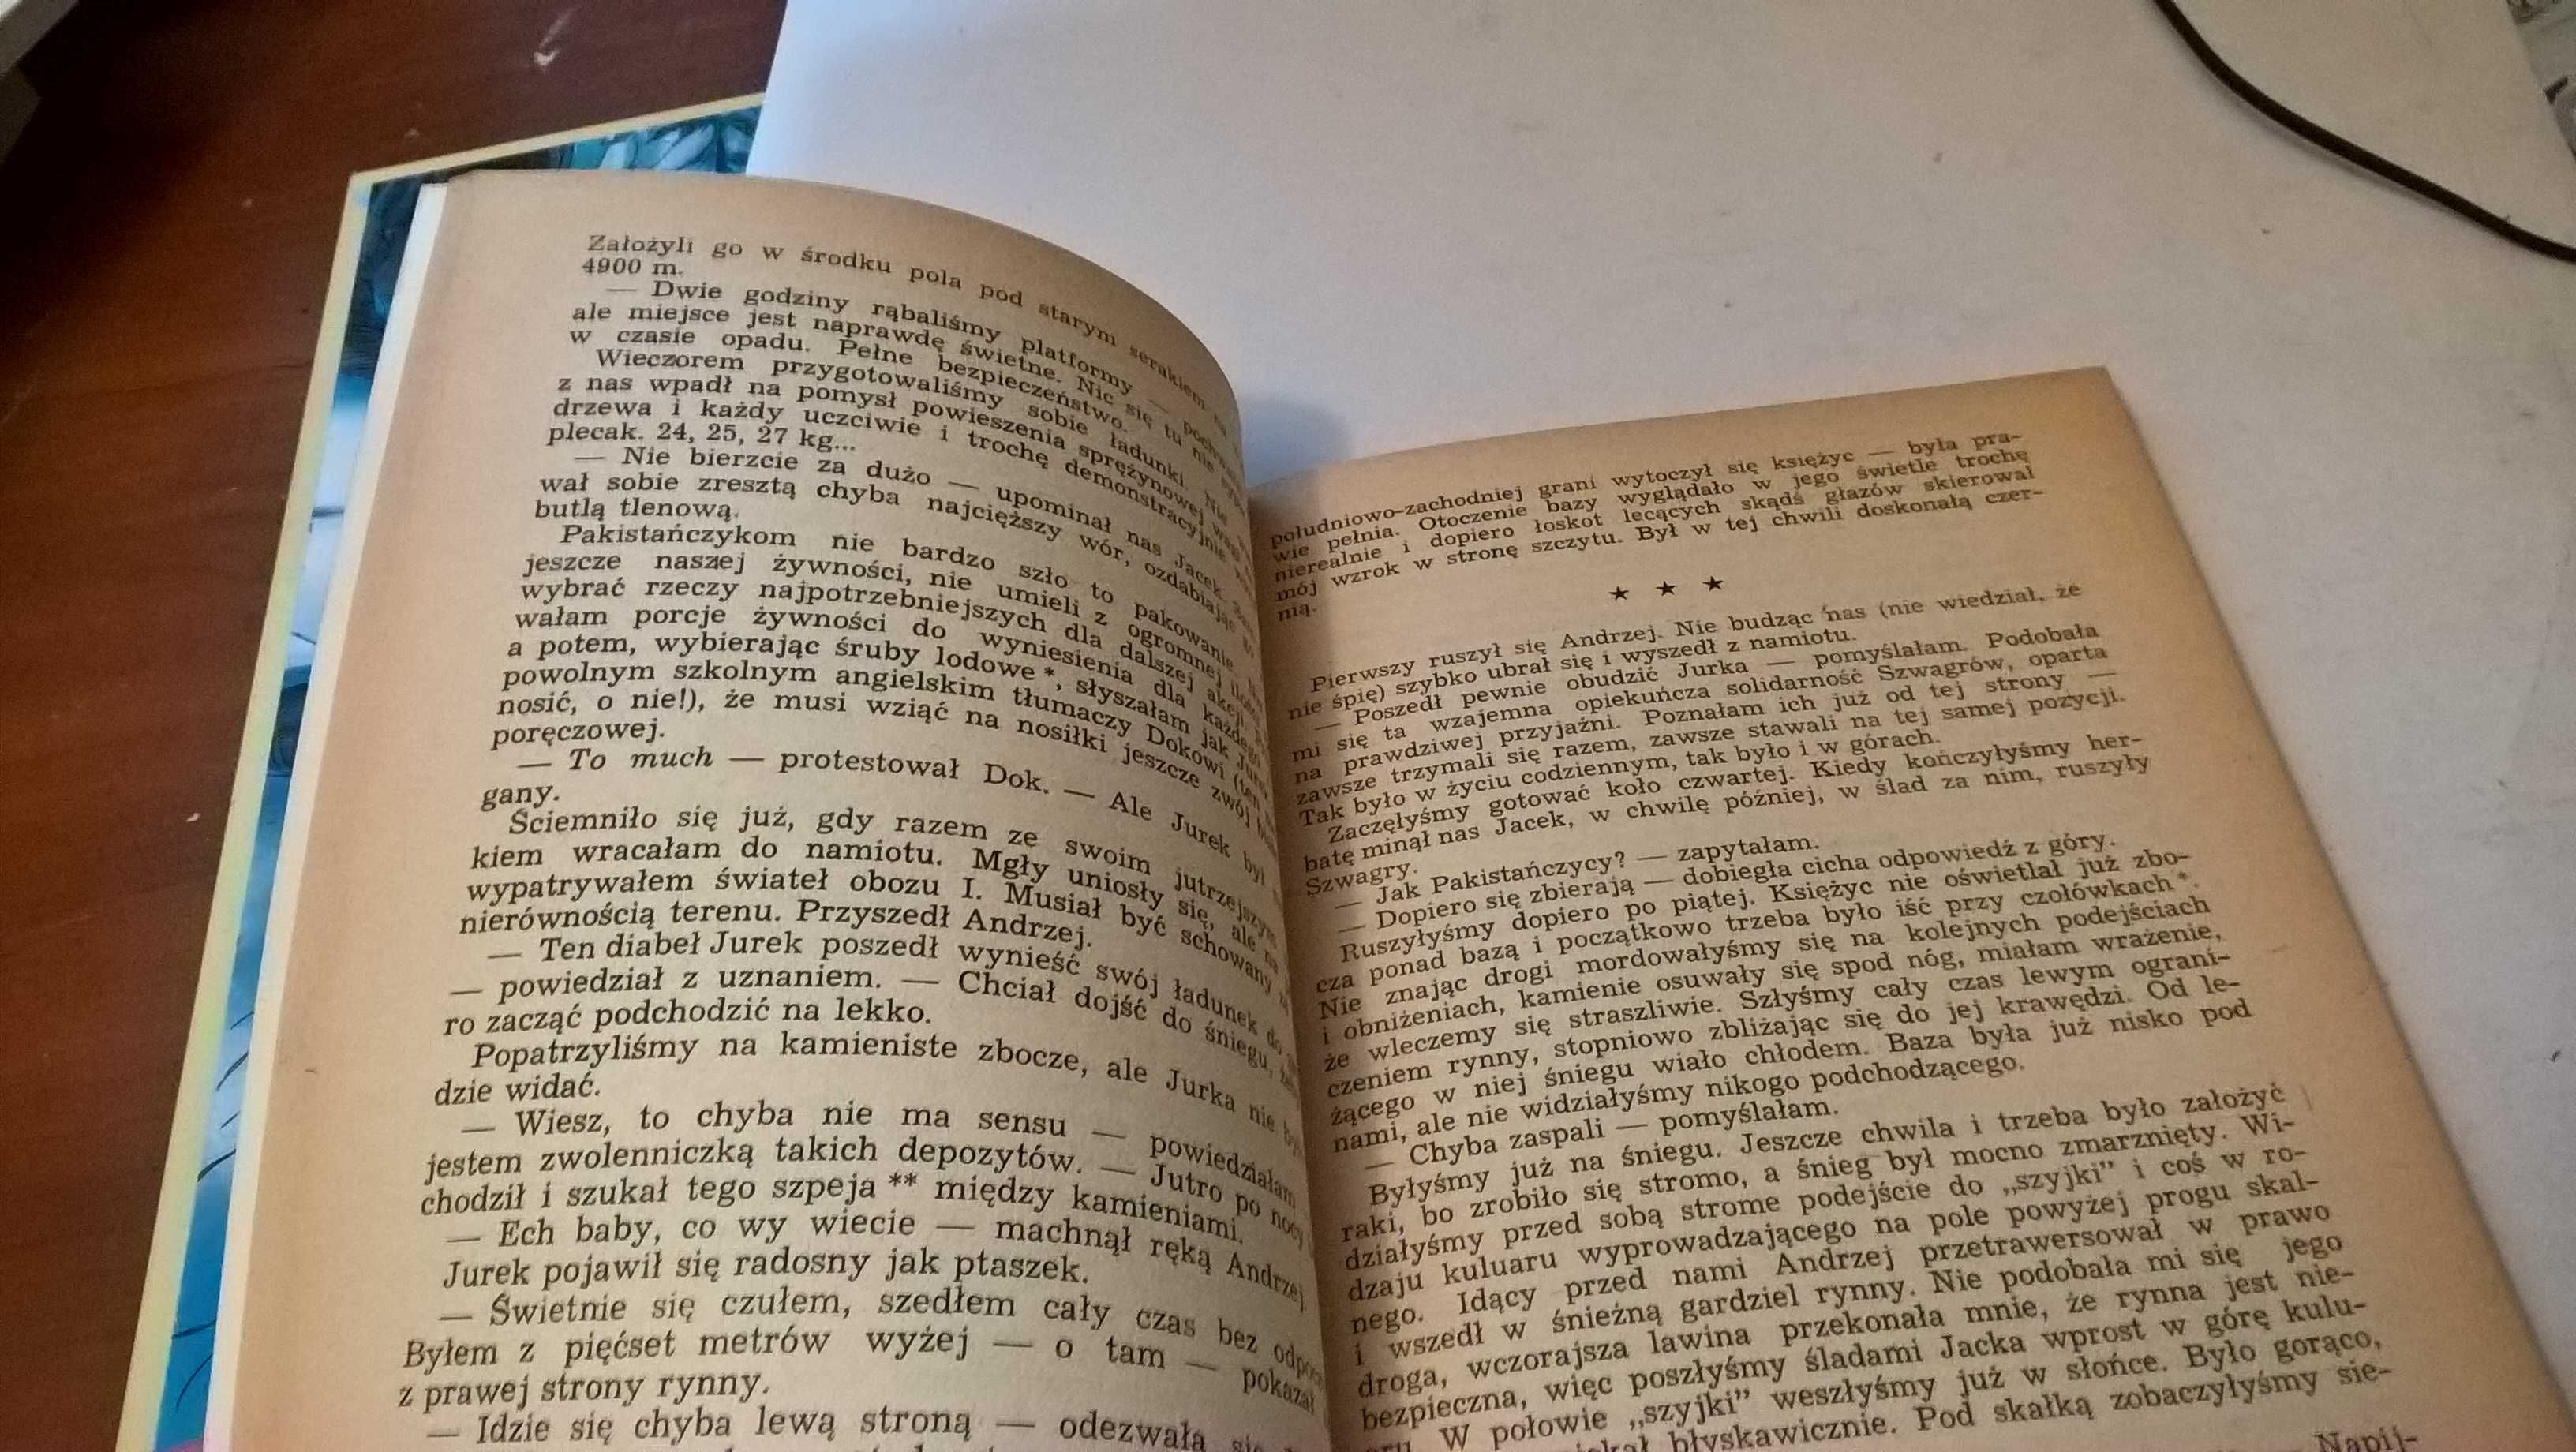 Założyli go w środku pola pod starym serakiem na
4900 m.
— Dwie godziny rąbaliśmy platformy —
ale miejsce jest naprawdę świetne. Nic się tu nie
w czasie opadu. Pełne bezpieczeństwo.
Wieczorem przygotowaliśmy sobie ładunki.
z nas wpadł na pomysł powieszenia sprężynowej wagi
drzewa i każdy uczciwie i trochę demonstracyjnie
plecak. 24, 25, 27 kg...
— Nie bierzcie za dużo — upominał nas Jacek.
wał sobie zresztą chyba najcięższy wór, ozdabiając go
butlą tlenową.
Pakistańczykom nie bardzo szło to pakowanie.
jeszcze naszej żywności, nie umieli z ogromnej
wybrać rzeczy najpotrzebniejszych dla dalszej akcji.
wałam porcje żywności do wyniesienia dla każdego
a potem, wybierając śruby lodowe *, słyszałam jak Jurek
powolnym szkolnym angielskim tłumaczy Dokowi (ten
nosić, o nie!), że musi wziąć na nosiłki jeszcze zwój
poręczowej.
— To much — protestował Dok. — Ale Jurek był
gany.
Ściemniło się już, gdy razem ze swoim jutrzejszym
kiem wracałam do namiotu. Mgły uniosły się, ale
wypatrywałem świateł obozu I. Musiał być schowany
nierównością terenu. Przyszedł Andrzej.
— Ten diabeł Jurek poszedł wynieść swój ładunek do
— powiedział z uznaniem. — Chciał dojść do śniegu,
ro zacząć podchodzić na lekko.
Popatrzyliśmy na kamieniste zbocze, ale Jurka nie
dzie widać.
— Wiesz, to chyba nie ma sensu — powiedziałam
jestem zwolenniczką takich depozytów. — Jutro po nocy
chodził i szukał tego szpeja ** między kamieniami.
— Ech baby, co wy wiecie — machnął ręką Andrzej.
Jurek pojawił się radosny jak ptaszek.
— Świetnie się czułem, szedłem cały czas bez
Byłem z pięćset metrów wyżej — o tam — pokazał
z prawej strony rynny.
— Idzie się chyba lewą stroną — odezwała
południowo-zachodniej grani wytoczył się księżyc — była pra-
wie pełnia. Otoczenie bazy wyglądało w jego świetle trochę
nierealnie i dopiero łoskot lecących skądś głazów skierował
mój wzrok w stronę szczytu. Był w tej chwili doskonałą czer-
nią.
★ ★ ★
Pierwszy ruszył się Andrzej. Nie budząc nas (nie wiedział, że
nie śpię) szybko ubrał się i wyszedł z namiotu.
— Poszedł pewnie obudzić Jurka — pomyślałam. Podobała
mi się ta wzajemna opiekuńcza solidarność Szwagrów, oparta
na prawdziwej przyjaźni. Poznałam ich już od tej strony —
zawsze trzymali się razem, zawsze stawali na tej samej pozycji.
Tak było w życiu codziennym, tak było i w górach.
Zaczęłyśmy gotować koło czwartej. Kiedy kończyłyśmy her-
batę minął nas Jacek, w chwilę później, w ślad za nim, ruszyły
Szwagry.
— Jak Pakistańczycy? — zapytałam.
— Dopiero się zbierają — dobiegła cicha odpowiedź z góry.
Ruszyłyśmy dopiero po piątej. Księżyc nie oświetlał już zbo-
cza ponad bazą i początkowo trzeba było iść przy czołówkach *.
Nie znając drogi mordowałyśmy się na kolejnych podejściach
i obniżeniach, kamienie osuwały się spod nóg, miałam wrażenie,
że wleczemy się straszliwie. Szłyśmy cały czas lewym ograni-
czeniem rynny, stopniowo zbliżając się do jej krawędzi. Od le-
żącego w niej śniegu wiało chłodem. Baza była już nisko pod
nami, ale nie widziałyśmy nikogo podchodzącego.
— Chyba zaspali — pomyślałam.
Byłyśmy już na śniegu. Jeszcze chwila i trzeba było założyć
raki, bo zrobiło się stromo, a śnieg był mocno zmarznięty. Wi-
działyśmy przed sobą strome podejście do „szyjki” i coś w ro-
dzaju kuluaru wyprowadzającego na pole powyżej progu skal-
nego. Idący przed nami Andrzej przetrawersował w prawo
i wszedł w śnieżną gardziel rynny. Nie podobała mi się jego
droga, wczorajsza lawina przekonała mnie, że rynna jest nie-
bezpieczna, więc poszłyśmy śladami Jacka wprost w górę kulu-
aru. W połowie „szyjki” weszłyśmy już w słońce. Było gorąco,
błyskawicznie. Pod skałką zobaczyłyśmy sie-
Napij-